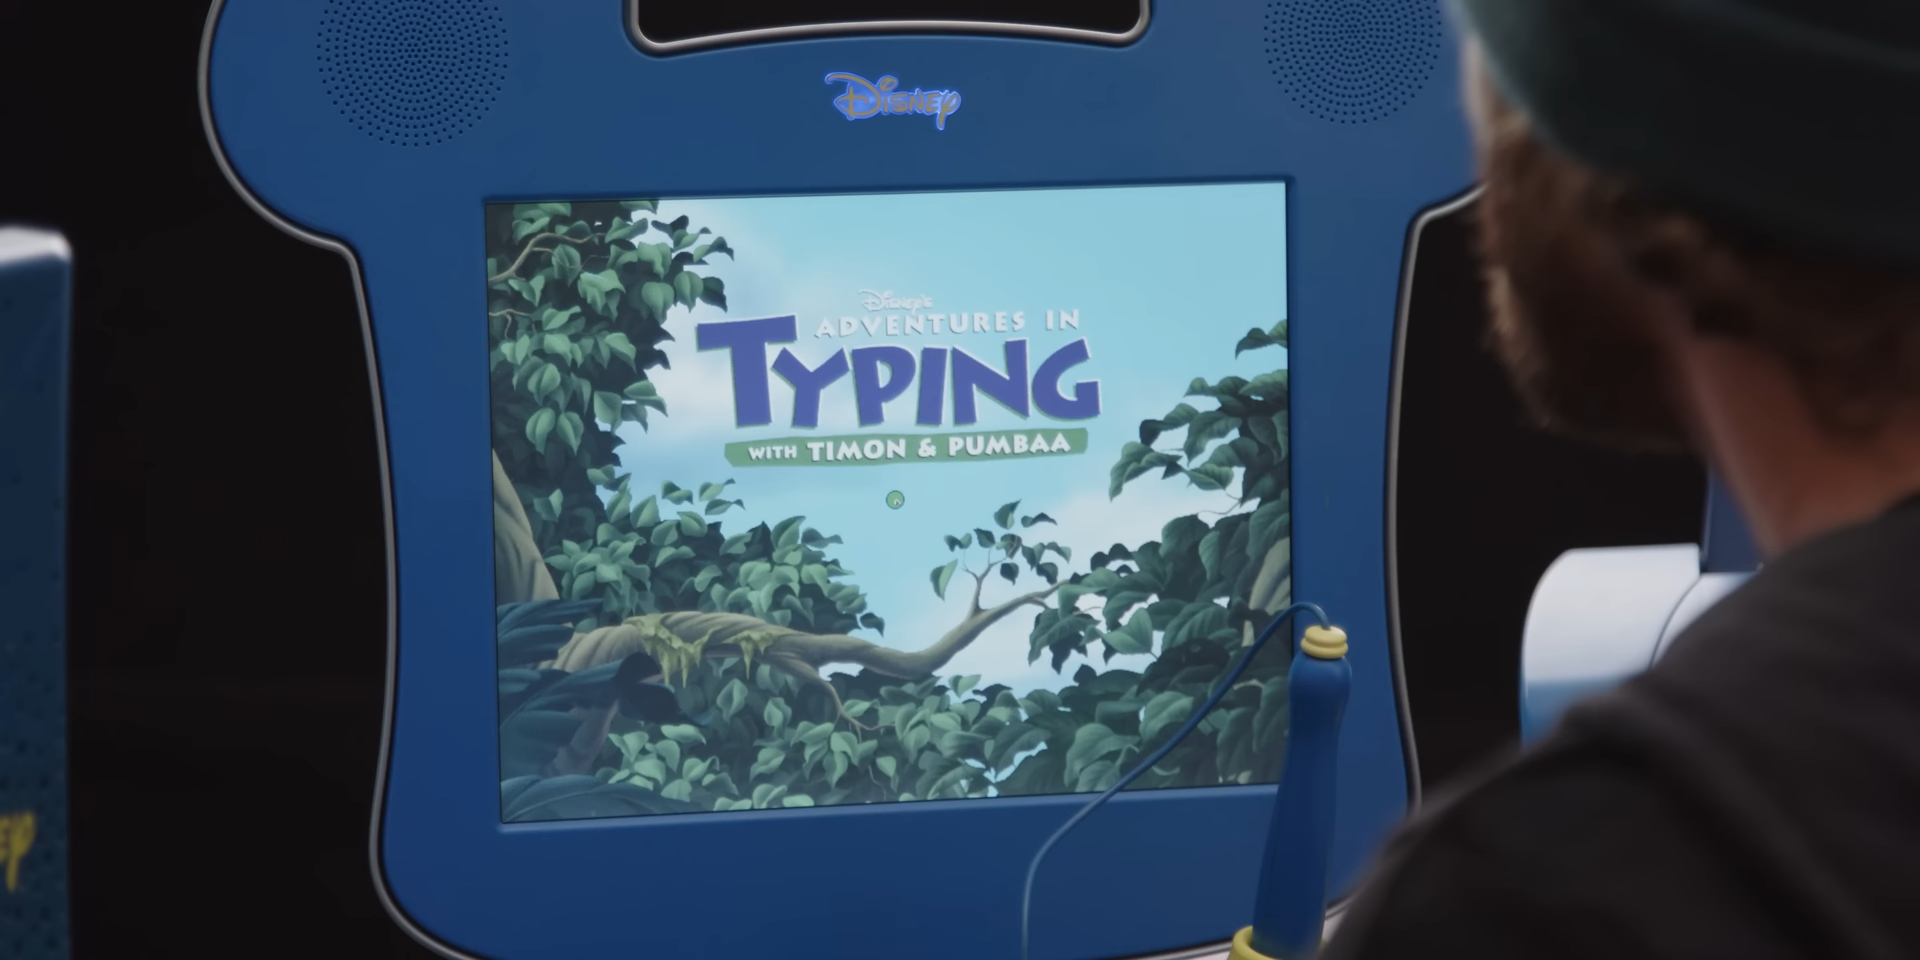 Disney
Disney's
ADVENTURES IN
TYPING
WITH TIMON & PUMBAA